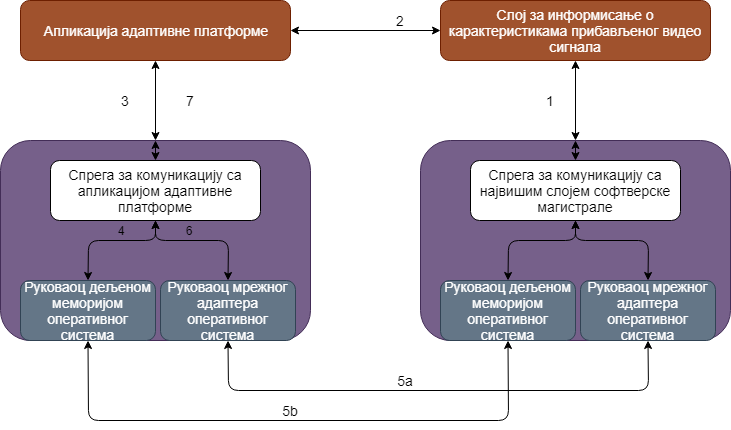 Апликација адаптивне платформе
2
Слој за информисање о
карактеристикама прибављеног видео
сигнала
3
7
1
Спрега за комуникацију са
апликацијом адаптивне
платформе
Спрега за комуникацију са
највишим слојем софтверске
магистрале
4
6
Руковаоц дељеном
меморијом
оперативног
система
Руковаоц мрежног
адаптера
оперативног
система
Руковаоц дељеном
меморијом
оперативног
система
Руковаоц мрежног
адаптера
оперативног
система
5a
5b